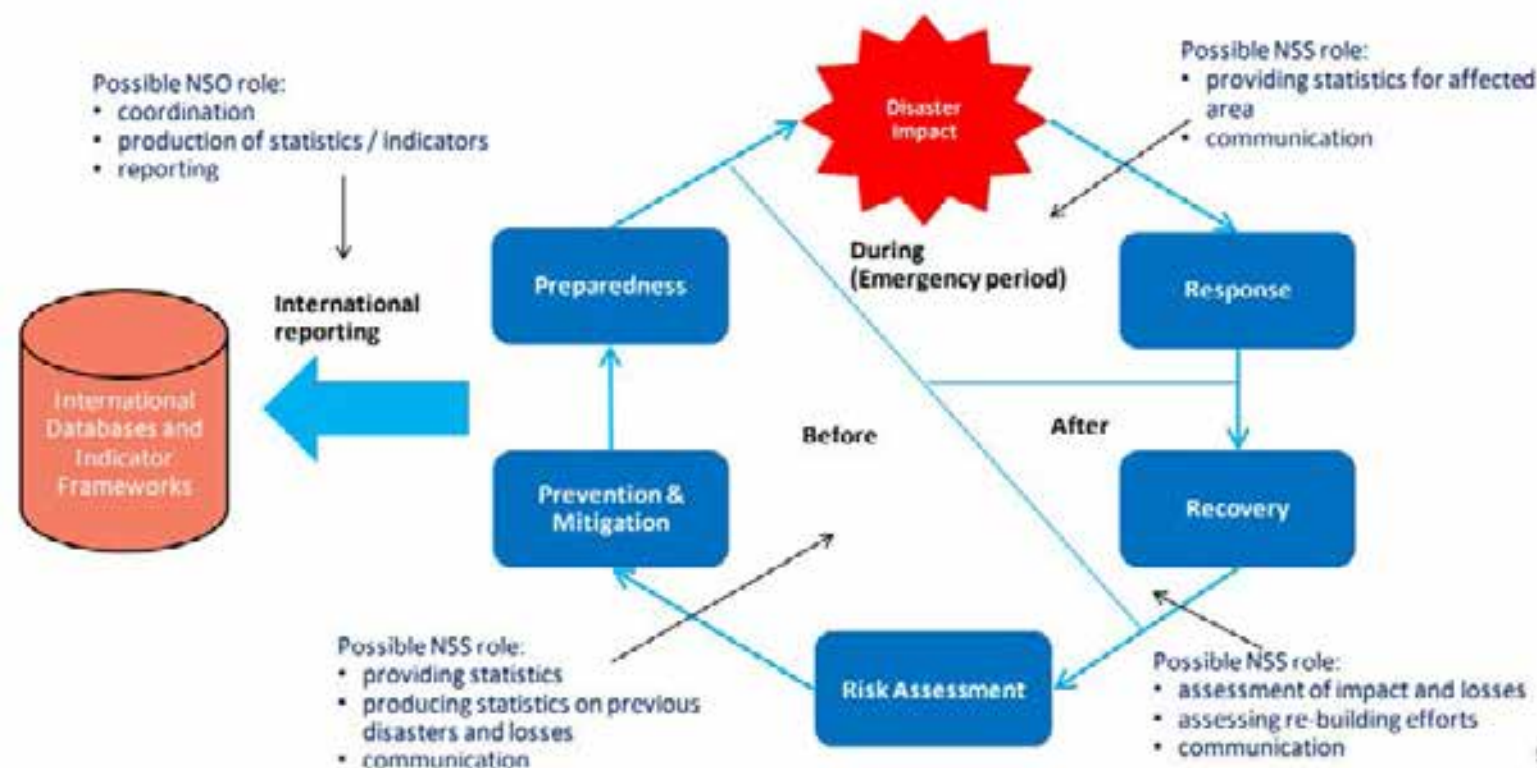 Possible NSO role:
• coordination
• production of statistics / indicators
• reporting
Disaster
Impact
Possible NSS role:
• providing statistics for affected
area
• communication
International
reporting
International
Databases and
Indicator
Frameworks
Preparedness
During
(Emergency period)
Response
Before
After
Prevention &
Mitigation
Recovery
Risk Assessment
Possible NSS role:
• providing statistics
• producing statistics on previous
disasters and losses
• communication
Possible NSS role:
• assessment of impact and losses
• assessing re-building efforts
• communication